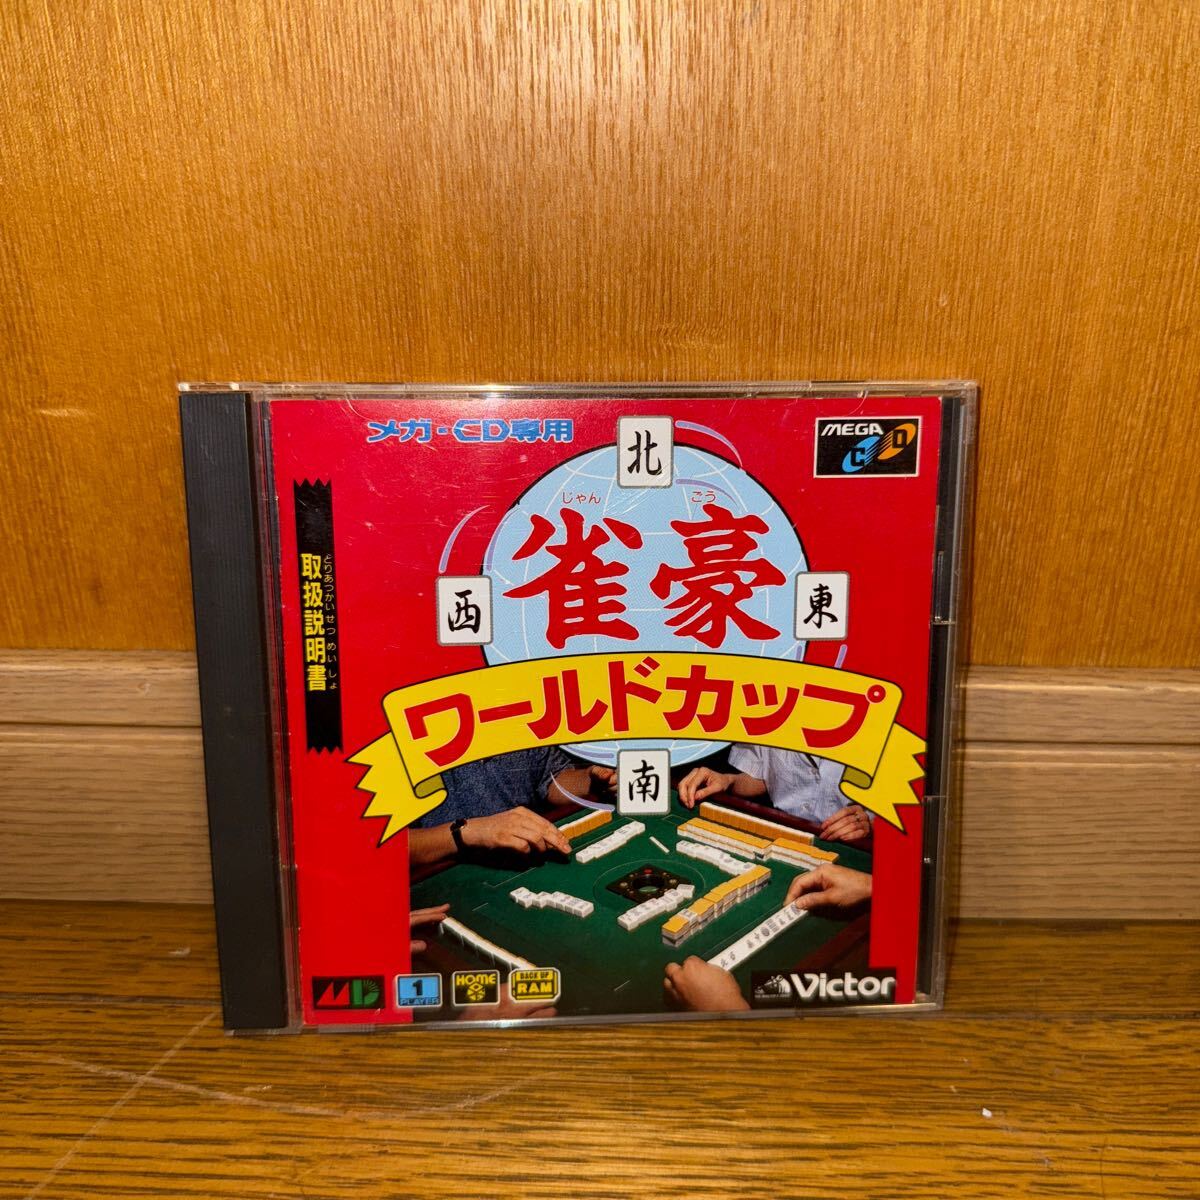 メガ-CD専用
MEGA
CD
北
じゃん ごう
雀豪
西
東
ワールドカップ
南
取扱説明書
とりあつかいせつめいしょ
MD
1
PLAYER
HOME
BACK UP
RAM
Victor